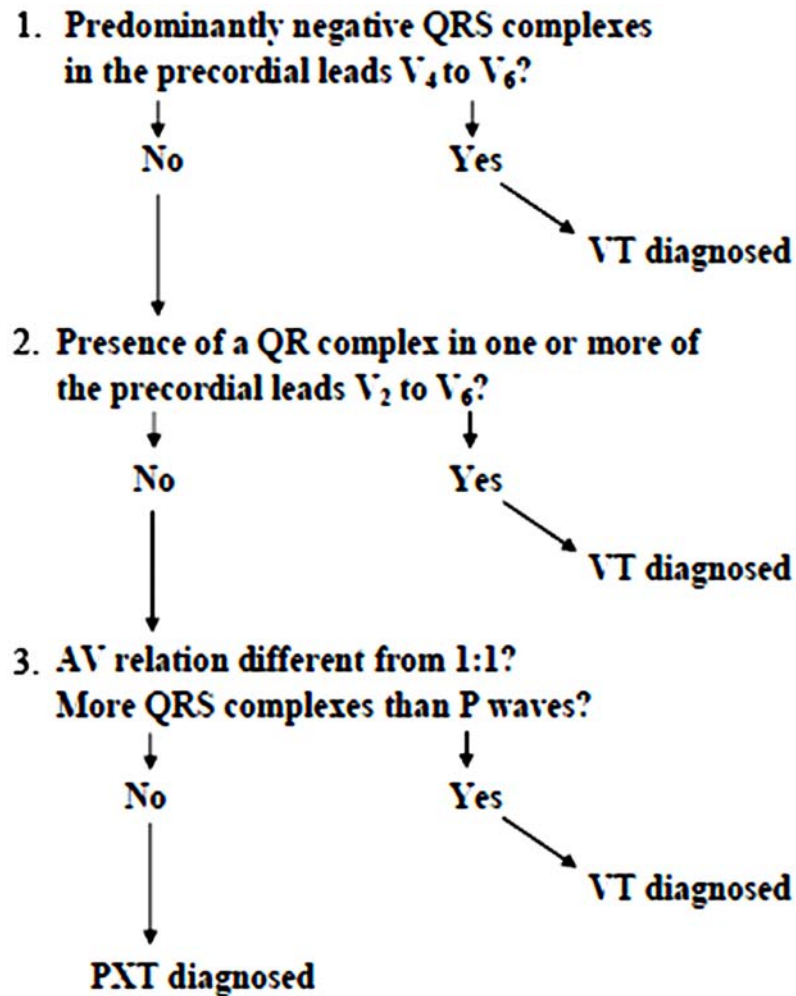 1. Predominantly negative QRS complexes
in the precordial leads V₄ to V₆?
No Yes
VT diagnosed
2. Presence of a QR complex in one or more of
the precordial leads V₂ to V₆?
No Yes
VT diagnosed
3. AV relation different from 1:1?
More QRS complexes than P waves?
No Yes
VT diagnosed
PXT diagnosed